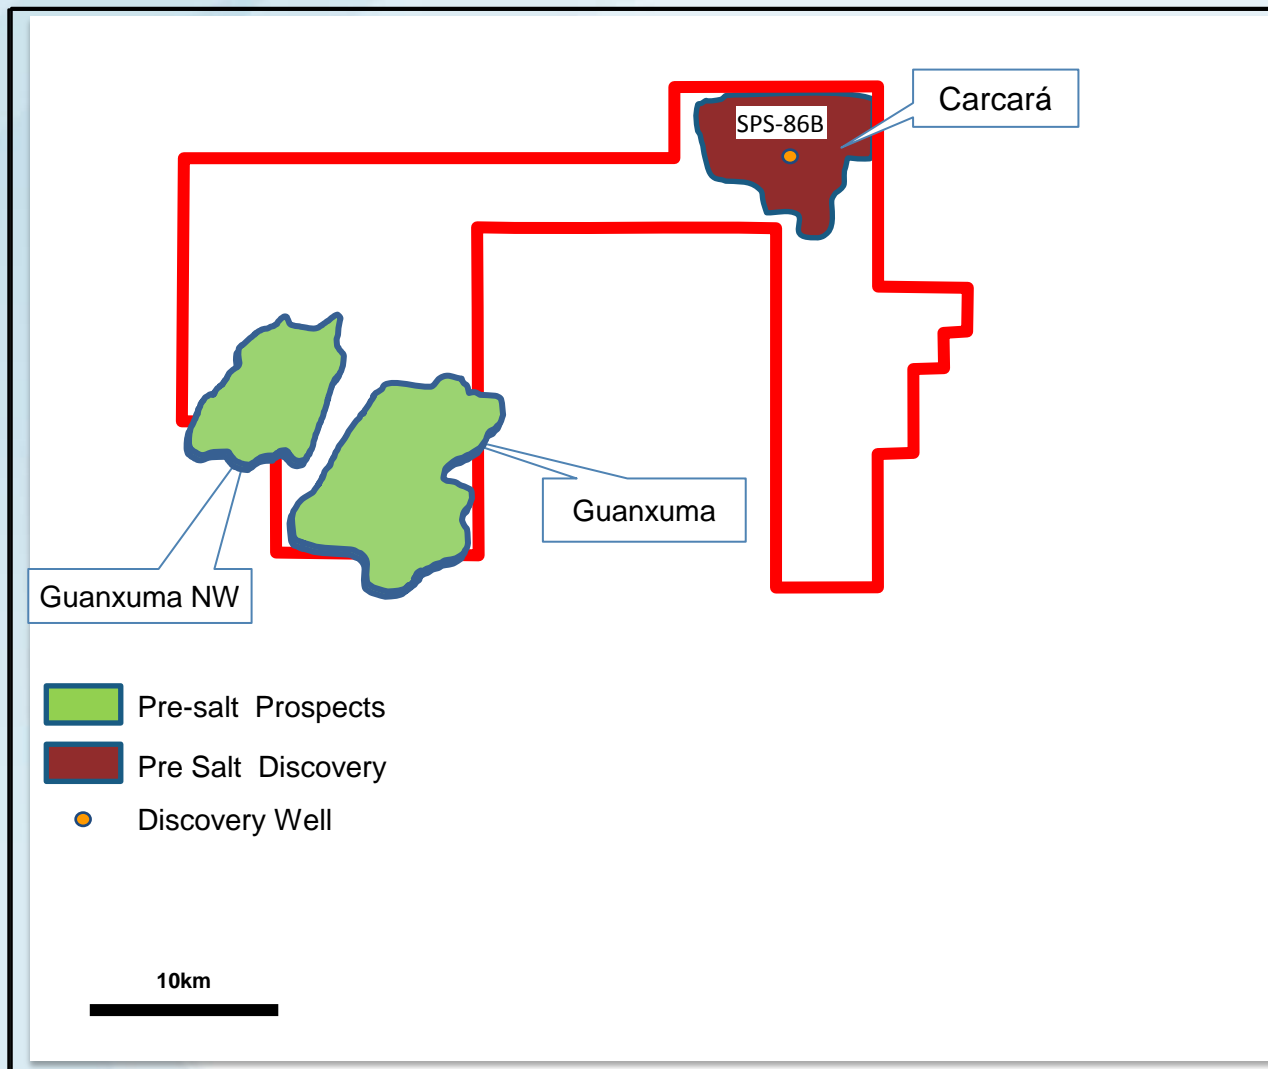 Carcará
SPS-86B
Guanxuma
Guanxuma NW
Pre-salt Prospects
Pre Salt Discovery
Discovery Well
10km